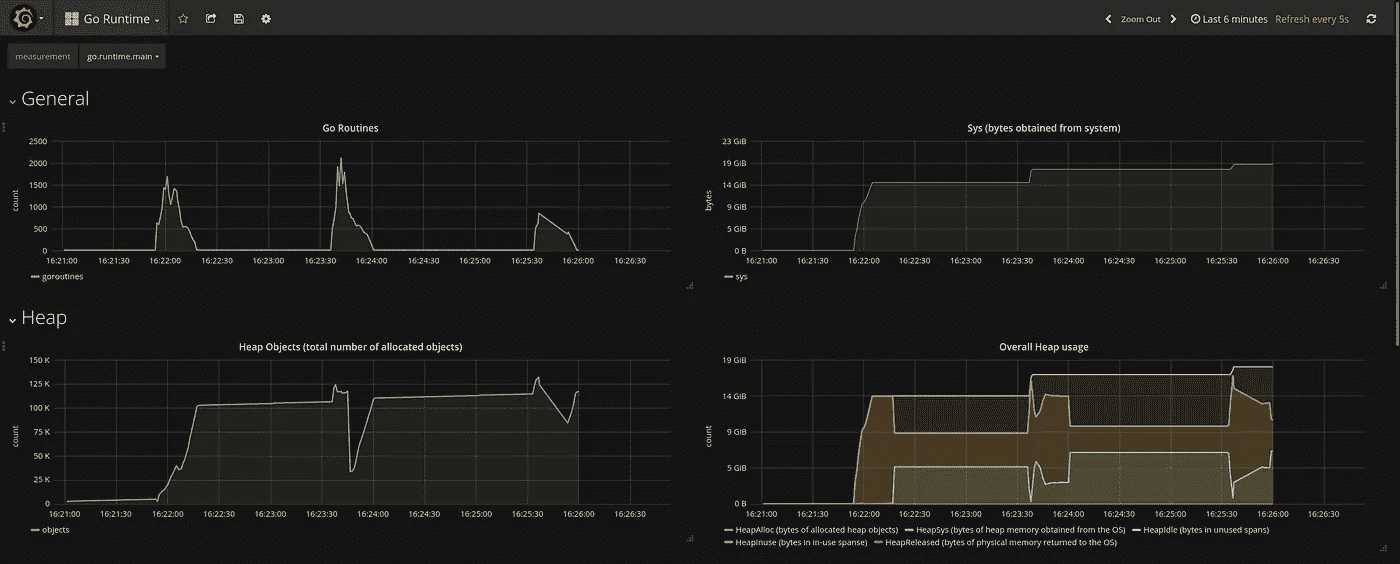 Go Runtime
Zoom Out Last 6 minutes Refresh every 5s
measurement go.runtime.main
General
Go Routines
2500
2000
1500
1000
500
0
count
16:21:00 16:21:30 16:22:00 16:22:30 16:23:00 16:23:30 16:24:00 16:24:30 16:25:00 16:25:30 16:26:00 16:26:30
goroutines
Sys (bytes obtained from system)
23 GiB
19 GiB
14 GiB
9 GiB
5 GiB
0 B
bytes
16:21:00 16:21:30 16:22:00 16:22:30 16:23:00 16:23:30 16:24:00 16:24:30 16:25:00 16:25:30 16:26:00 16:26:30
sys
Heap
Heap Objects (total number of allocated objects)
150 K
125 K
100 K
75 K
50 K
25 K
0
count
16:21:00 16:21:30 16:22:00 16:22:30 16:23:00 16:23:30 16:24:00 16:24:30 16:25:00 16:25:30 16:26:00 16:26:30
objects
Overall Heap usage
19 GiB
14 GiB
9 GiB
5 GiB
0 B
count
16:21:00 16:21:30 16:22:00 16:22:30 16:23:00 16:23:30 16:24:00 16:24:30 16:25:00 16:25:30 16:26:00 16:26:30
HeapAlloc (bytes of allocated heap objects) HeapSys (bytes of heap memory obtained from the OS) HeapIdle (bytes in unused spans)
HeapInuse (bytes in in-use spanse) HeapReleased (bytes of physical memory returned to the OS)